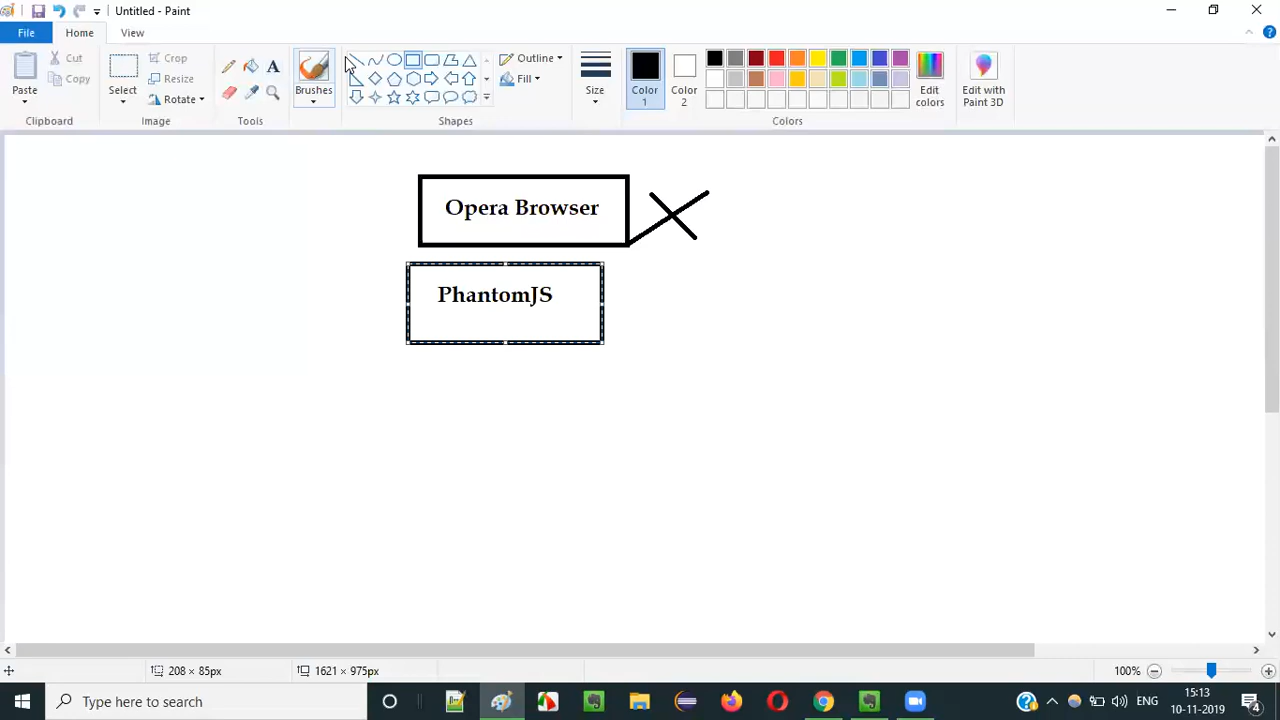 Untitled - Paint
File Home View
Paste
Cut
Copy
Clipboard
Select
Crop
Resize
Rotate
Image
A
Tools
Brushes
Outline
Fill
Shapes
Size
Color 1
Color 2
Edit colors
Colors
Edit with Paint 3D
Opera Browser
PhantomJS
208 × 85px
1621 × 975px
100%
Type here to search
ENG
15:13
10-11-2019
4